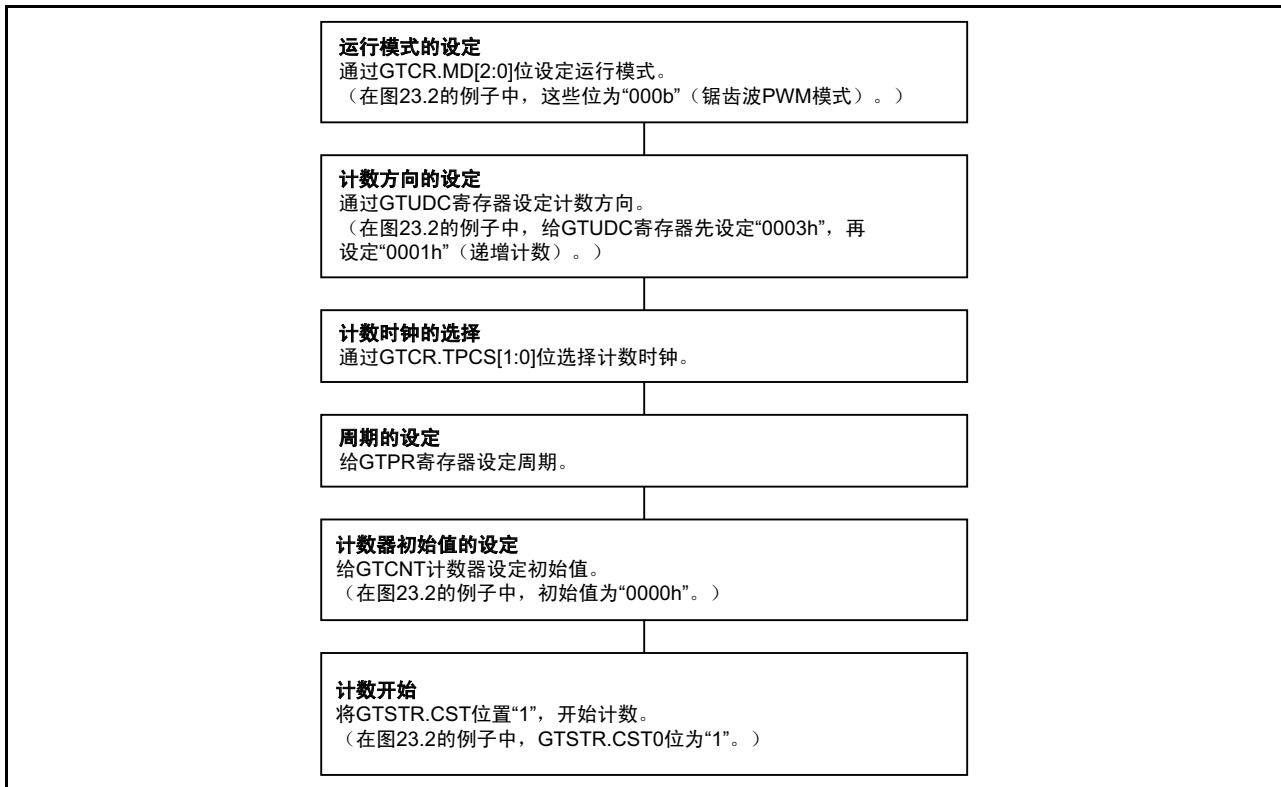 运行模式的设定
通过GTCR.MD[2:0]位设定运行模式。
（在图23.2的例子中，这些位为“000b”（锯齿波PWM模式）。）
计数方向的设定
通过GTUDC寄存器设定计数方向。
（在图23.2的例子中，给GTUDC寄存器先设定“0003h”，再
设定“0001h”（递增计数）。）
计数时钟的选择
通过GTCR.TPCS[1:0]位选择计数时钟。
周期的设定
给GTPR寄存器设定周期。
计数器初始值的设定
给GTCNT计数器设定初始值。
（在图23.2的例子中，初始值为“0000h”。）
计数开始
将GTSTR.CST位置“1”，开始计数。
（在图23.2的例子中，GTSTR.CST0位为“1”。）